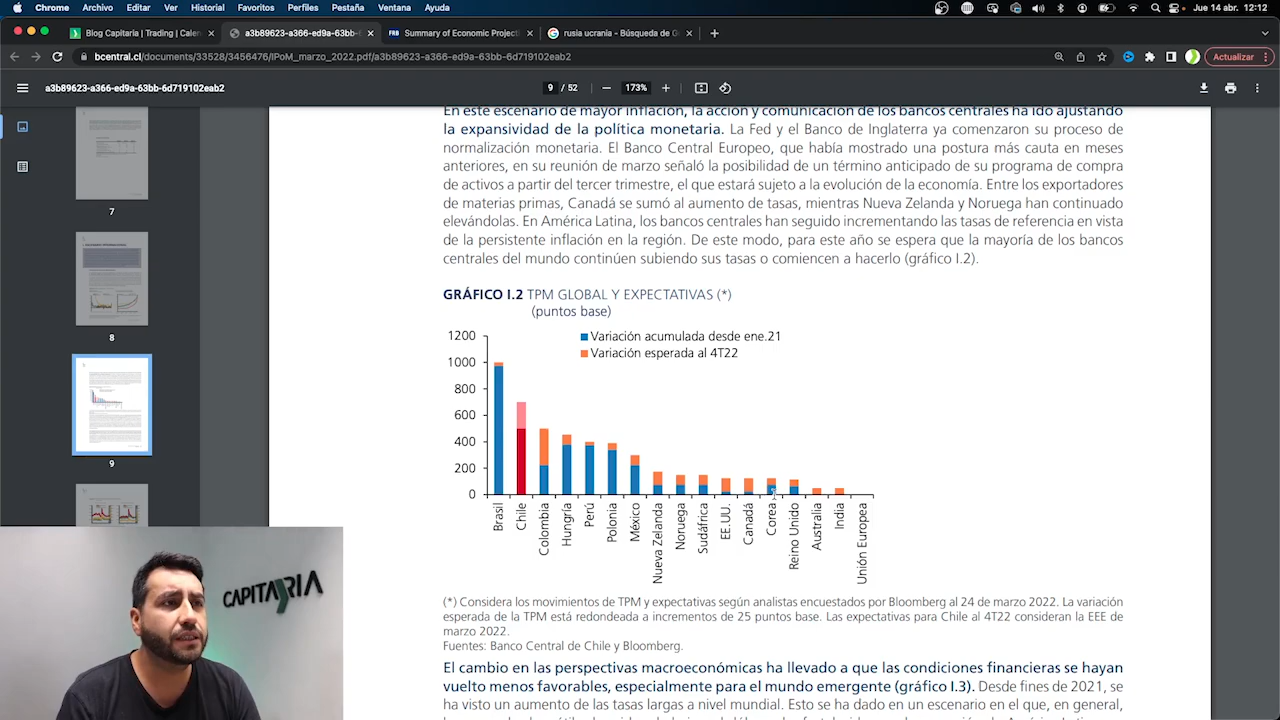 Chrome Archivo Editar Ver Historial Favoritos Perfiles Pestaña Ventana Ayuda
Jue 14 abr. 12:12
Blog Capitaria | Trading | Calen
a3b89623-a366-ed9a-63bb-6
Summary of Economic Projecti
rusia ucrania - Búsqueda de G
bcentral.cl/documents/33528/3456476/IPoM_marzo_2022.pdf/a3b89623-a366-ed9a-63bb-6d719102eab2
Actualizar
a3b89623-a366-ed9a-63bb-6d719102eab2
9 / 52
173%
7
8
9
En este escenario de mayor inflación, la acción y comunicación de los bancos centrales ha ido ajustando
la expansividad de la política monetaria. La Fed y el Banco de Inglaterra ya comenzaron su proceso de
normalización monetaria. El Banco Central Europeo, que había mostrado una postura más cauta en meses
anteriores, en su reunión de marzo señaló la posibilidad de un término anticipado de su programa de compra
de activos a partir del tercer trimestre, el que estará sujeto a la evolución de la economía. Entre los exportadores
de materias primas, Canadá se sumó al aumento de tasas, mientras Nueva Zelanda y Noruega han continuado
elevándolas. En América Latina, los bancos centrales han seguido incrementando las tasas de referencia en vista
de la persistente inflación en la región. De este modo, para este año se espera que la mayoría de los bancos
centrales del mundo continúen subiendo sus tasas o comiencen a hacerlo (gráfico I.2).
GRÁFICO I.2 TPM GLOBAL Y EXPECTATIVAS (*)
(puntos base)
Variación acumulada desde ene.21
Variación esperada al 4T22
1200
1000
800
600
400
200
0
Brasil
Chile
Colombia
Hungría
Perú
Polonia
México
Nueva Zelanda
Noruega
Sudáfrica
EE.UU.
Canadá
Corea
Reino Unido
Australia
India
Unión Europea
(*) Considera los movimientos de TPM y expectativas según analistas encuestados por Bloomberg al 24 de marzo 2022. La variación
esperada de la TPM está redondeada a incrementos de 25 puntos base. Las expectativas para Chile al 4T22 consideran la EEE de
marzo 2022.
Fuentes: Banco Central de Chile y Bloomberg.
El cambio en las perspectivas macroeconómicas ha llevado a que las condiciones financieras se hayan
vuelto menos favorables, especialmente para el mundo emergente (gráfico I.3). Desde fines de 2021, se
ha visto un aumento de las tasas largas a nivel mundial. Esto se ha dado en un escenario en el que, en general,
CAPITARIA